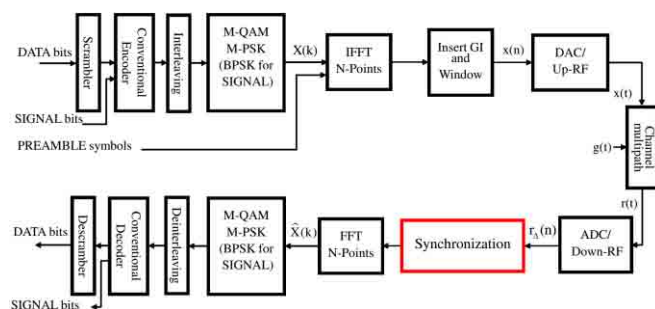 DATA bits
Scrambler
Conventional
Encoder
Interleaving
M-QAM
M-PSK
(BPSK for
SIGNAL)
X(k)
IFFT
N-Points
Insert GI
and
Window
x(n)
DAC/
Up-RF
x(t)
SIGNAL bits
PREAMBLE symbols
g(t)
Channel
multipath
r(t)
ADC/
Down-RF
r_Δ(n)
Synchronization
FFT
N-Points
X̂(k)
M-QAM
M-PSK
(BPSK for
SIGNAL)
Deinterleaving
Conventional
Decoder
Descramber
DATA bits
SIGNAL bits